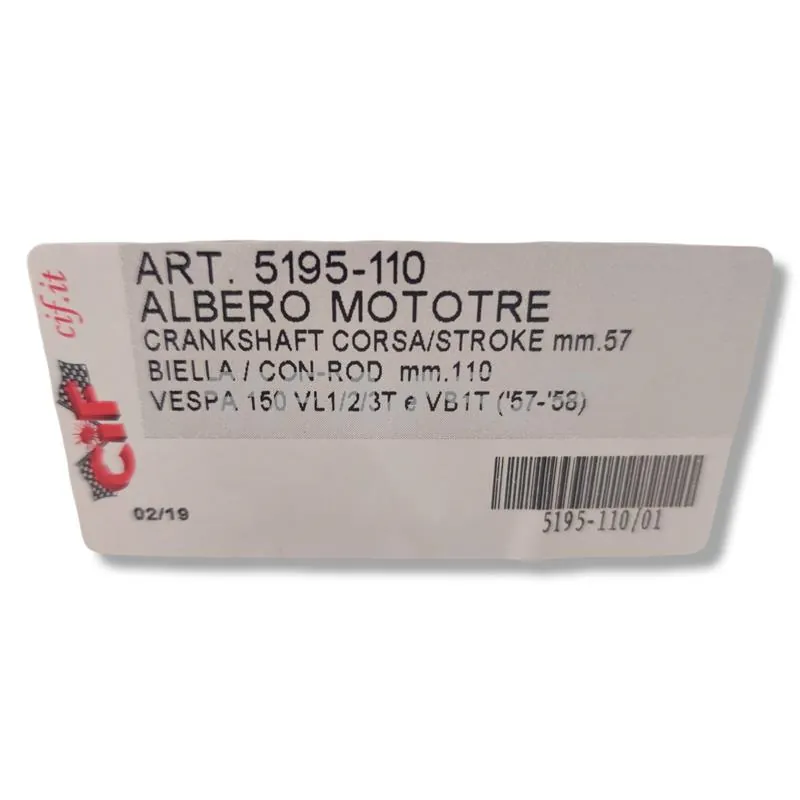 cif.it
CIF
ART. 5195-110
ALBERO MOTOTRE
CRANKSHAFT CORSA/STROKE mm.57
BIELLA / CON-ROD mm.110
VESPA 150 VL1/2/3T e VB1T ('57-'58)
02/19
5195-110/01